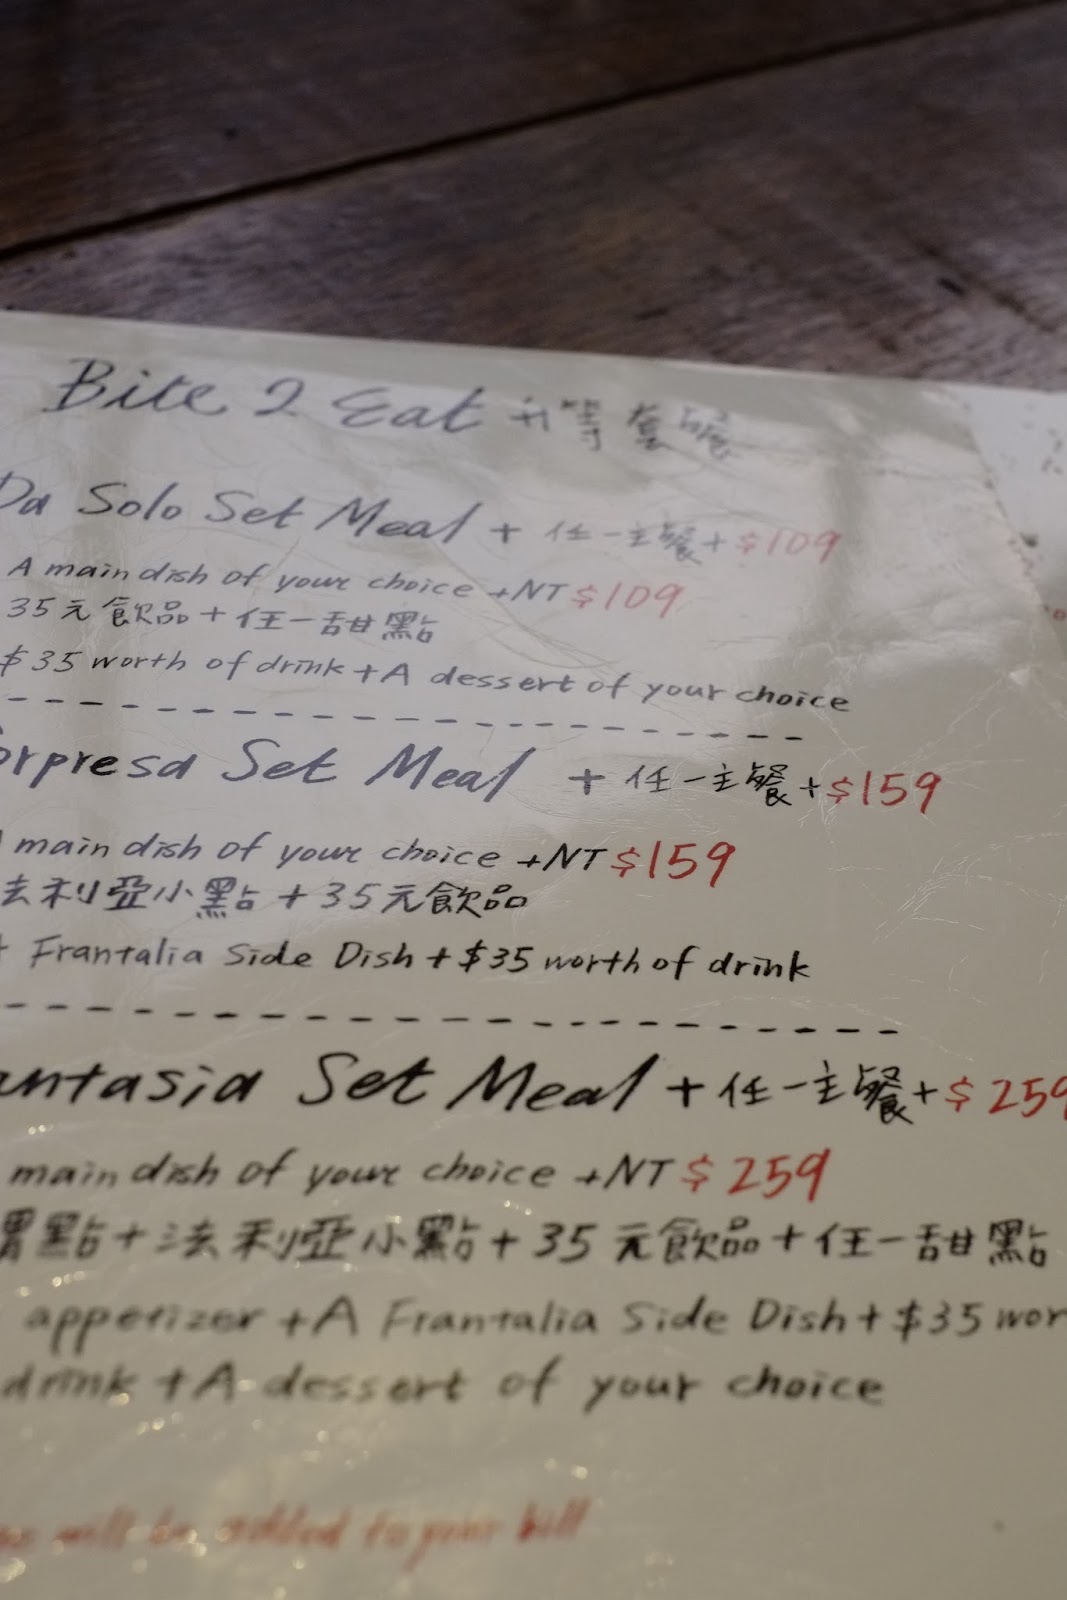 Bite 2 Eat 升等套餐
Da Solo Set Meal + 任一主餐+$109
A main dish of your choice +NT$109
35元飲品+任一甜點
$35 worth of drink+A dessert of your choice
orpresa Set Meal + 任一主餐+$159
main dish of your choice +NT$159
法利亞小點+35元飲品
+ Frantalia Side Dish+$35 worth of drink
antasia Set Meal+任一主餐+$259
main dish of your choice +NT$259
胃點+法利亞小點+35元飲品+任一甜點
appetizer+A Frantalia Side Dish+$35 wor
drink+A dessert of your choice
will be added to your bill